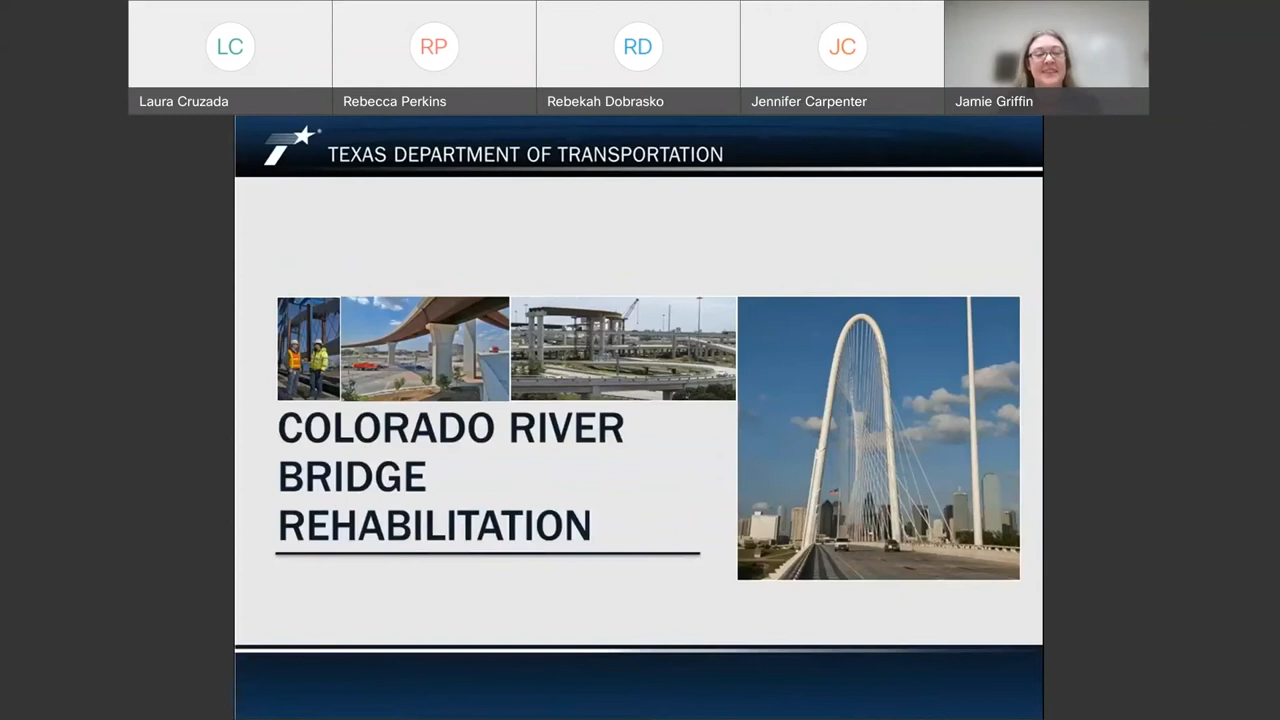 LC
RP
RD
JC
Laura Cruzada
Rebecca Perkins
Rebekah Dobrasko
Jennifer Carpenter
Jamie Griffin
TEXAS DEPARTMENT OF TRANSPORTATION
COLORADO RIVER
BRIDGE
REHABILITATION